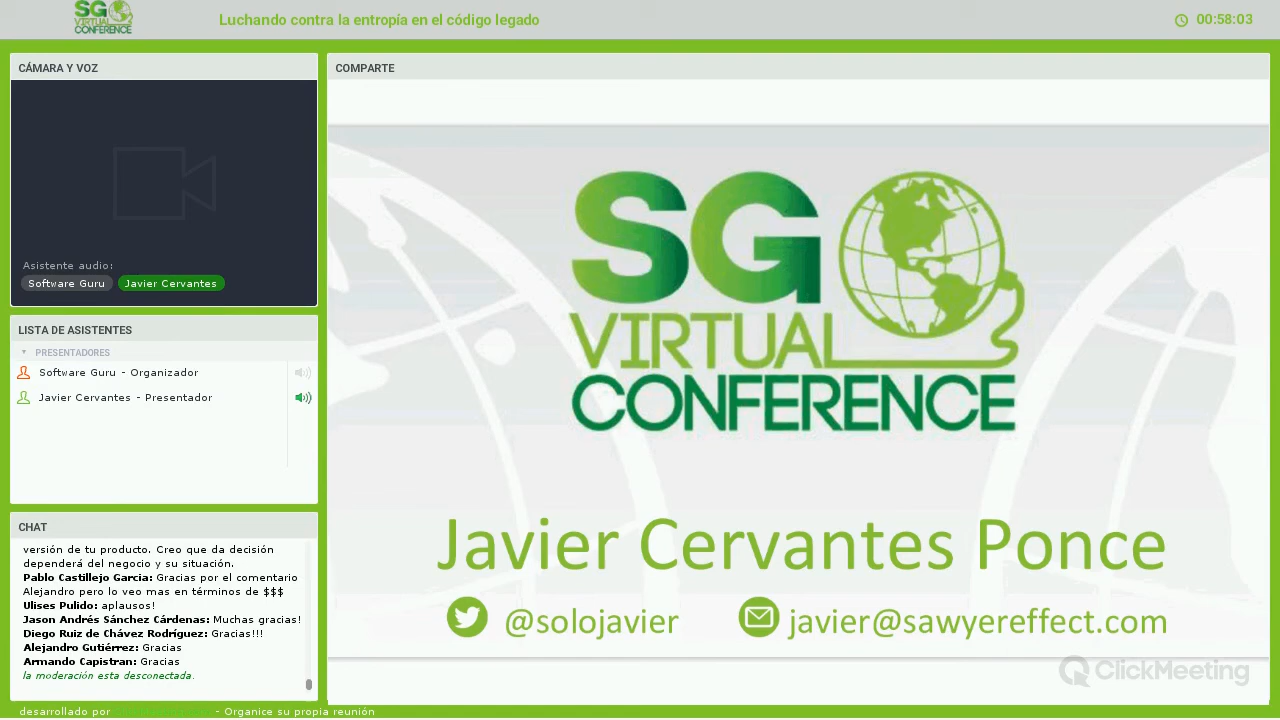 SG
VIRTUAL
CONFERENCE
Luchando contra la entropía en el código legado
00:58:03
CÁMARA Y VOZ
Asistente audio:
Software Guru
Javier Cervantes
LISTA DE ASISTENTES
PRESENTADORES
Software Guru - Organizador
Javier Cervantes - Presentador
CHAT
versión de tu producto. Creo que da decisión
dependerá del negocio y su situación.
Pablo Castillejo Garcia: Gracias por el comentario
Alejandro pero lo veo mas en términos de $$$
Ulises Pulido: aplausos!
Jason Andrés Sánchez Cárdenas: Muchas gracias!
Diego Ruiz de Chávez Rodríguez: Gracias!!!
Alejandro Gutiérrez: Gracias
Armando Capistran: Gracias
la moderación esta desconectada.
COMPARTE
SG
VIRTUAL
CONFERENCE
Javier Cervantes Ponce
@solojavier
javier@sawyereffect.com
ClickMeeting
desarrollado por - Organice su propia reunión